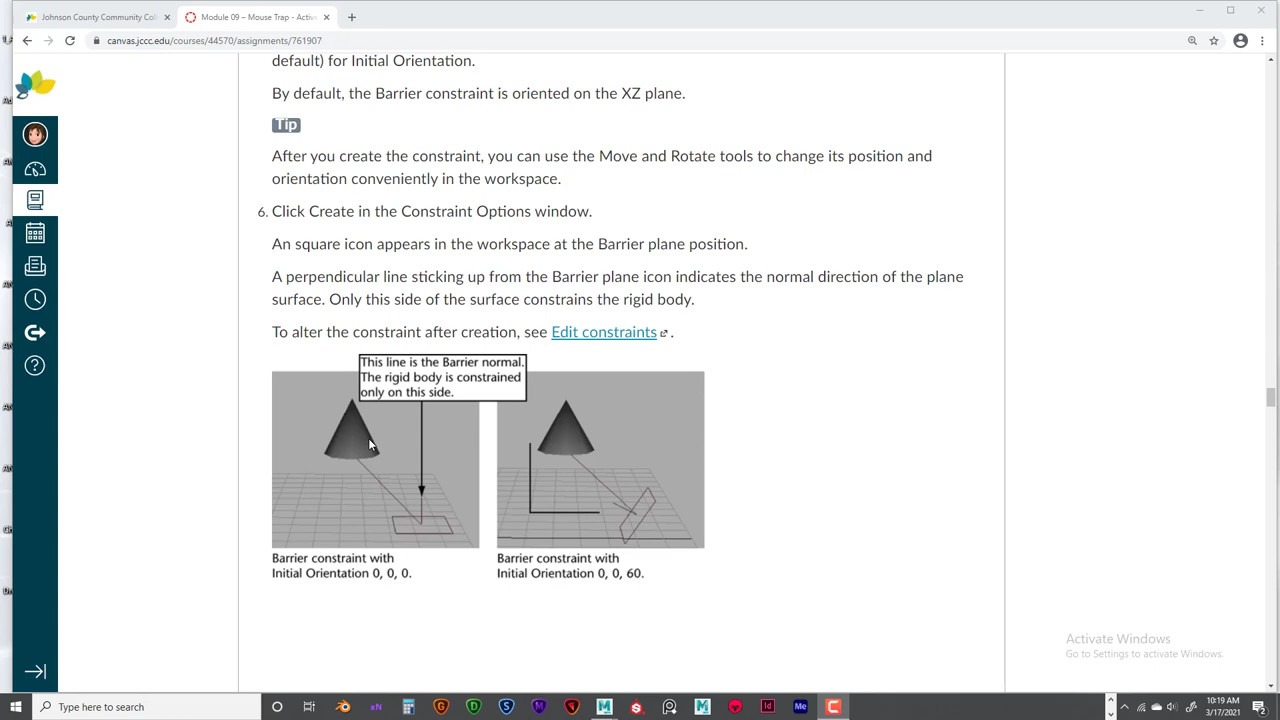 Johnson County Community Coll
Module 09 – Mouse Trap - Active
canvas.jccc.edu/courses/44570/assignments/761907
default) for Initial Orientation.
By default, the Barrier constraint is oriented on the XZ plane.
Tip
After you create the constraint, you can use the Move and Rotate tools to change its position and
orientation conveniently in the workspace.
6. Click Create in the Constraint Options window.
An square icon appears in the workspace at the Barrier plane position.
A perpendicular line sticking up from the Barrier plane icon indicates the normal direction of the plane
surface. Only this side of the surface constrains the rigid body.
To alter the constraint after creation, see Edit constraints .
This line is the Barrier normal.
The rigid body is constrained
only on this side.
Barrier constraint with
Initial Orientation 0, 0, 0.
Barrier constraint with
Initial Orientation 0, 0, 60.
Activate Windows
Go to Settings to activate Windows.
Type here to search
10:19 AM
3/17/2021